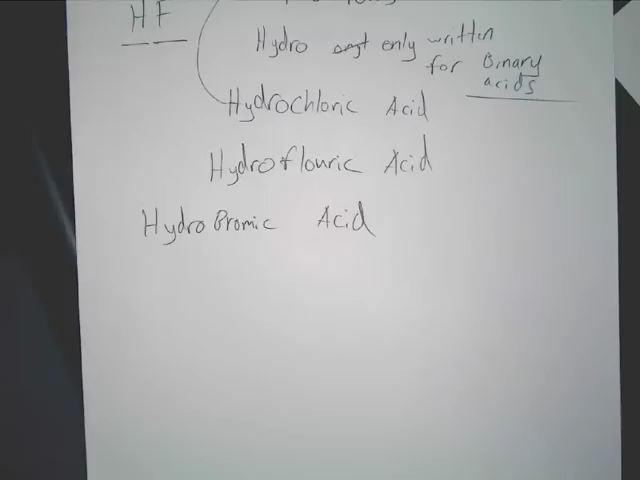 HF
Hydro only written
for Binary
acids
Hydrochloric Acid
Hydroflouric Acid
HydroBromic Acid